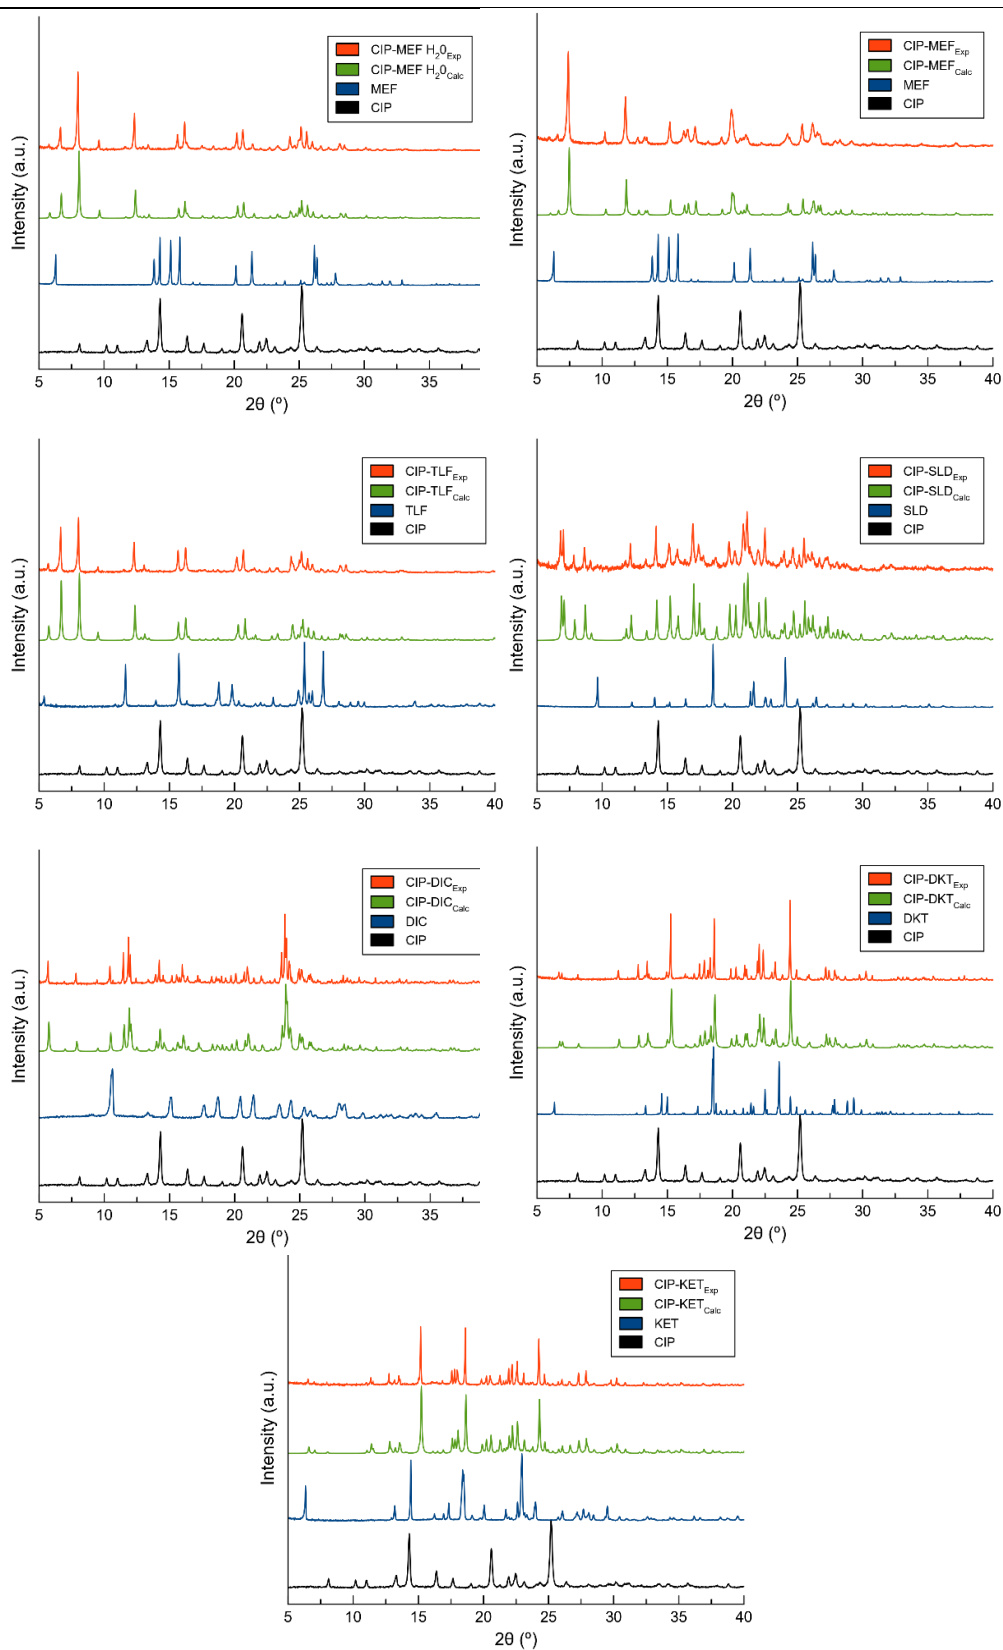 CIP-MEF H₂0Exp
CIP-MEF H₂0Calc
MEF
CIP
Intensity (a.u.)
5 10 15 20 25 30 35
2θ (º)
CIP-MEFExp
CIP-MEFCalc
MEF
CIP
Intensity (a.u.)
5 10 15 20 25 30 35 40
2θ (º)
CIP-TLFExp
CIP-TLFCalc
TLF
CIP
Intensity (a.u.)
5 10 15 20 25 30 35 40
2θ (º)
CIP-SLDExp
CIP-SLDCalc
SLD
CIP
Intensity (a.u.)
5 10 15 20 25 30 35 40
2θ (º)
CIP-DICExp
CIP-DICCalc
DIC
CIP
Intensity (a.u.)
5 10 15 20 25 30 35
2θ (º)
CIP-DKTExp
CIP-DKTCalc
DKT
CIP
Intensity (a.u.)
5 10 15 20 25 30 35 40
2θ (º)
CIP-KETExp
CIP-KETCalc
KET
CIP
Intensity (a.u.)
5 10 15 20 25 30 35 40
2θ (º)